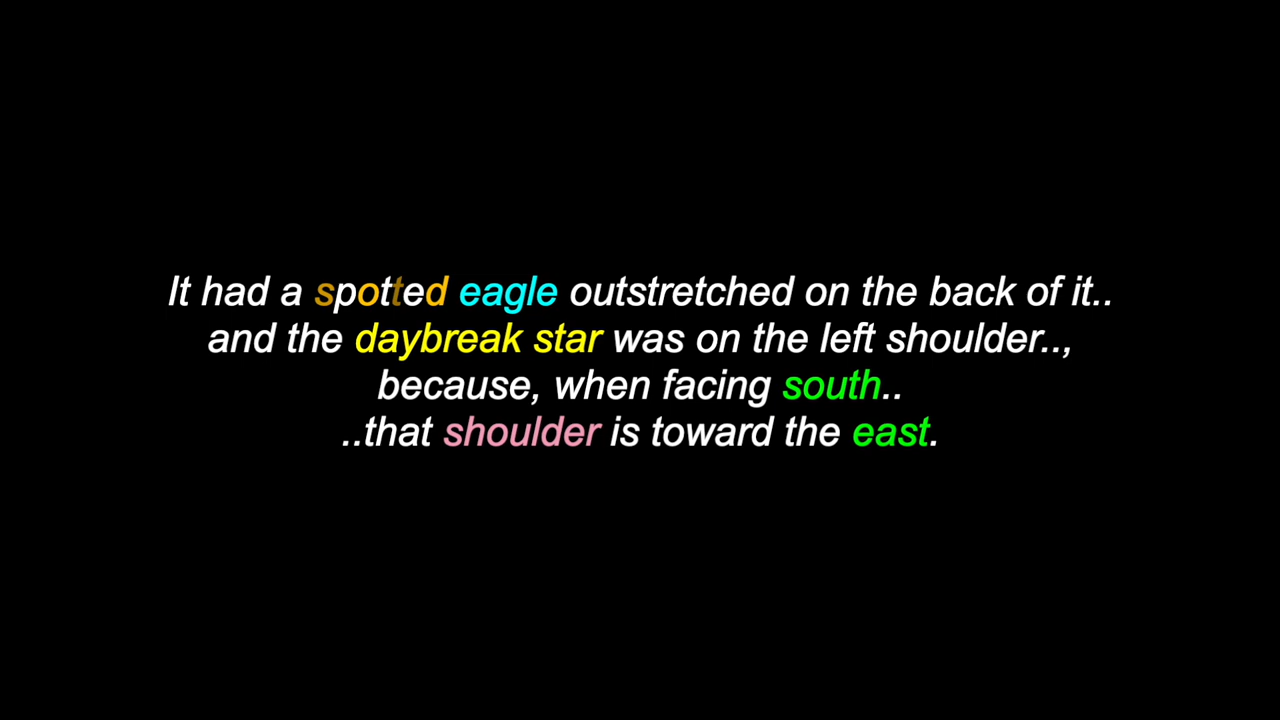 It had a spotted eagle outstretched on the back of it..
and the daybreak star was on the left shoulder..,
because, when facing south..
..that shoulder is toward the east.